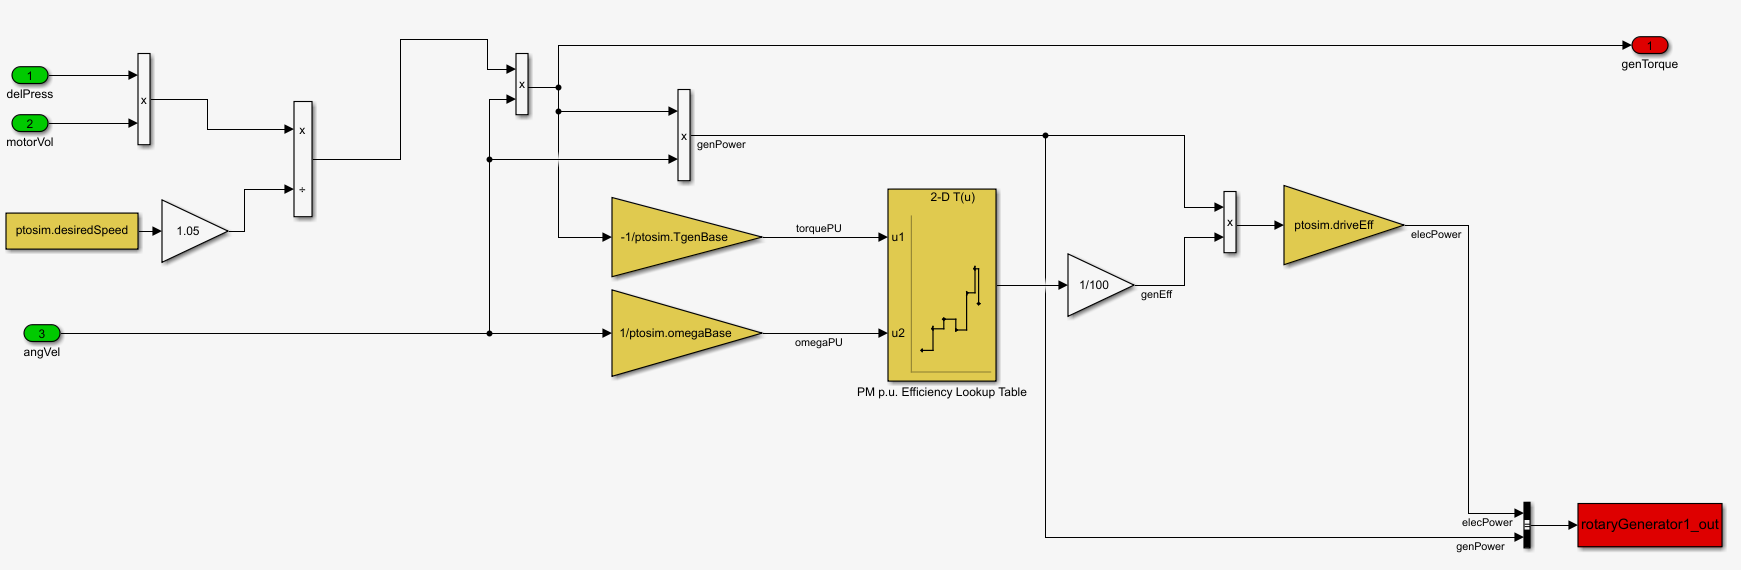 1
delPress
2
motorVol
x
x
÷
ptosim.desiredSpeed
1.05
3
angVel
x
x
genPower
-1/ptosim.TgenBase
torquePU
1/ptosim.omegaBase
omegaPU
2-D T(u)
u1
u2
PM p.u. Efficiency Lookup Table
1/100
genEff
x
ptosim.driveEff
elecPower
1
genTorque
elecPower
genPower
rotaryGenerator1_out